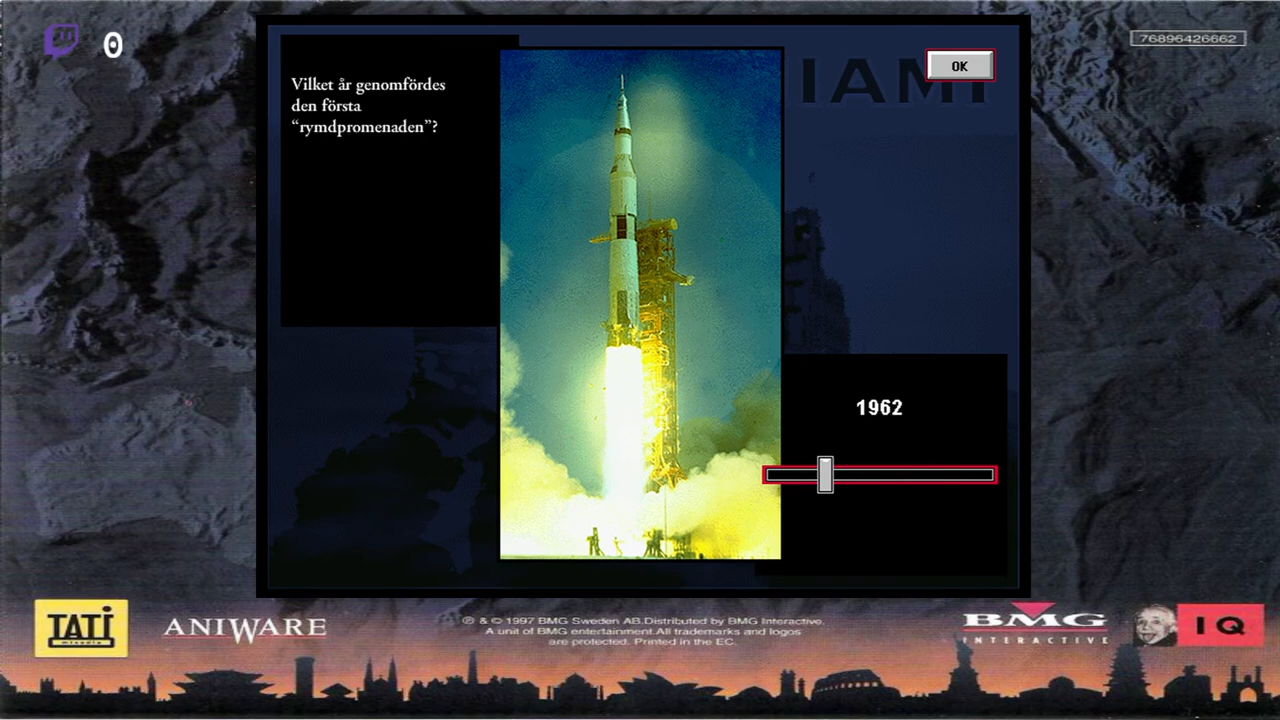 0
76896426662
Vilket år genomfördes
den första
“rymdpromenaden”?
IAMI
OK
1962
TATi
ANIWARE
℗ & © 1997 BMG Sweden AB.Distributed by BMG Interactive.
A unit of BMG entertainment.All trademarks and logos
are protected. Printed in the EC.
BMG
INTERACTIVE
IQ